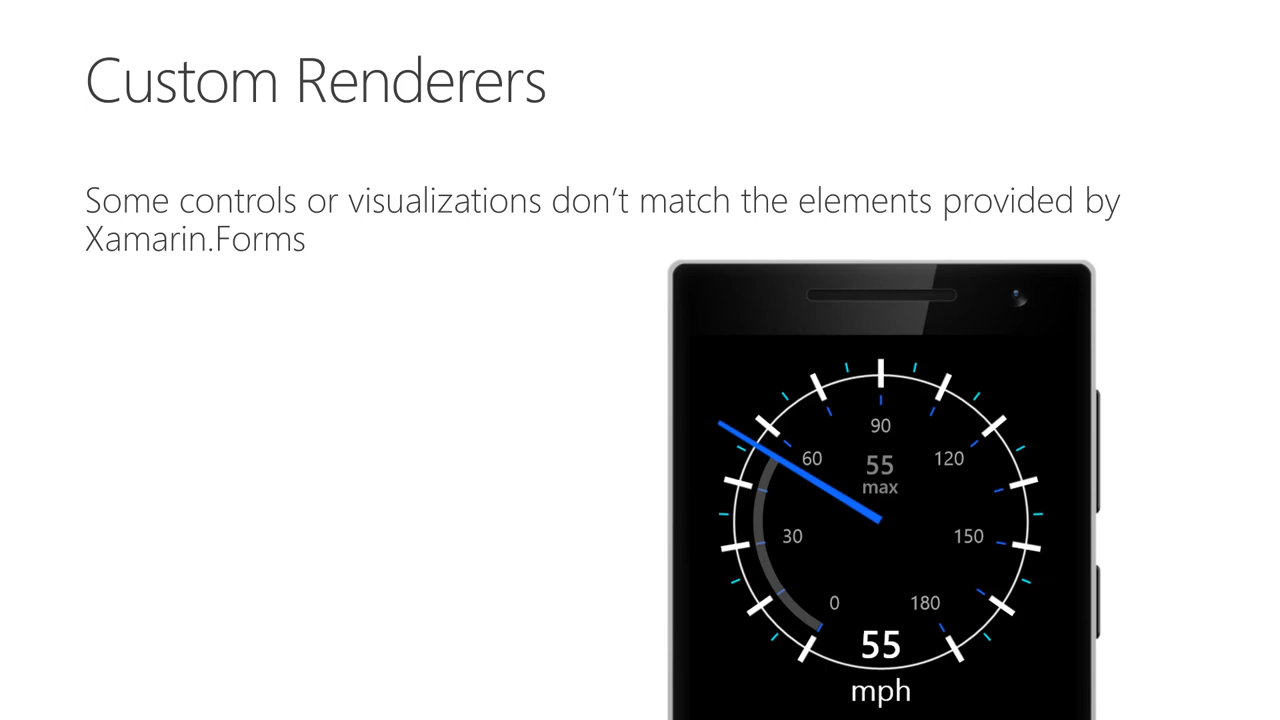 Custom Renderers
Some controls or visualizations don’t match the elements provided by
Xamarin.Forms
90
60
55
120
max
30
150
0
180
55
mph